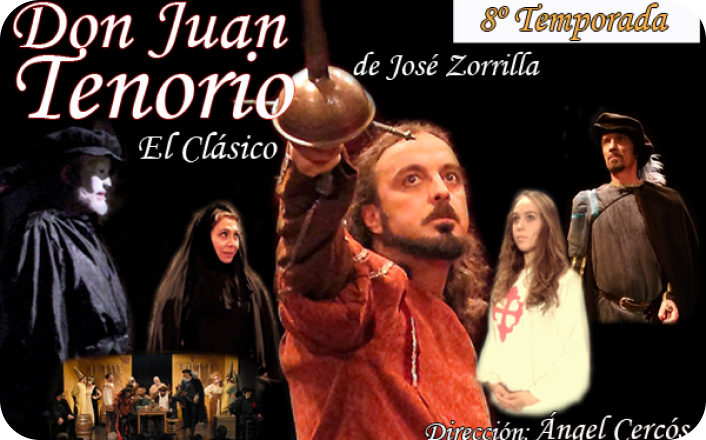 8º Temporada
Don Juan
Tenorio
de José Zorrilla
El Clásico
Dirección: Ángel Cercós